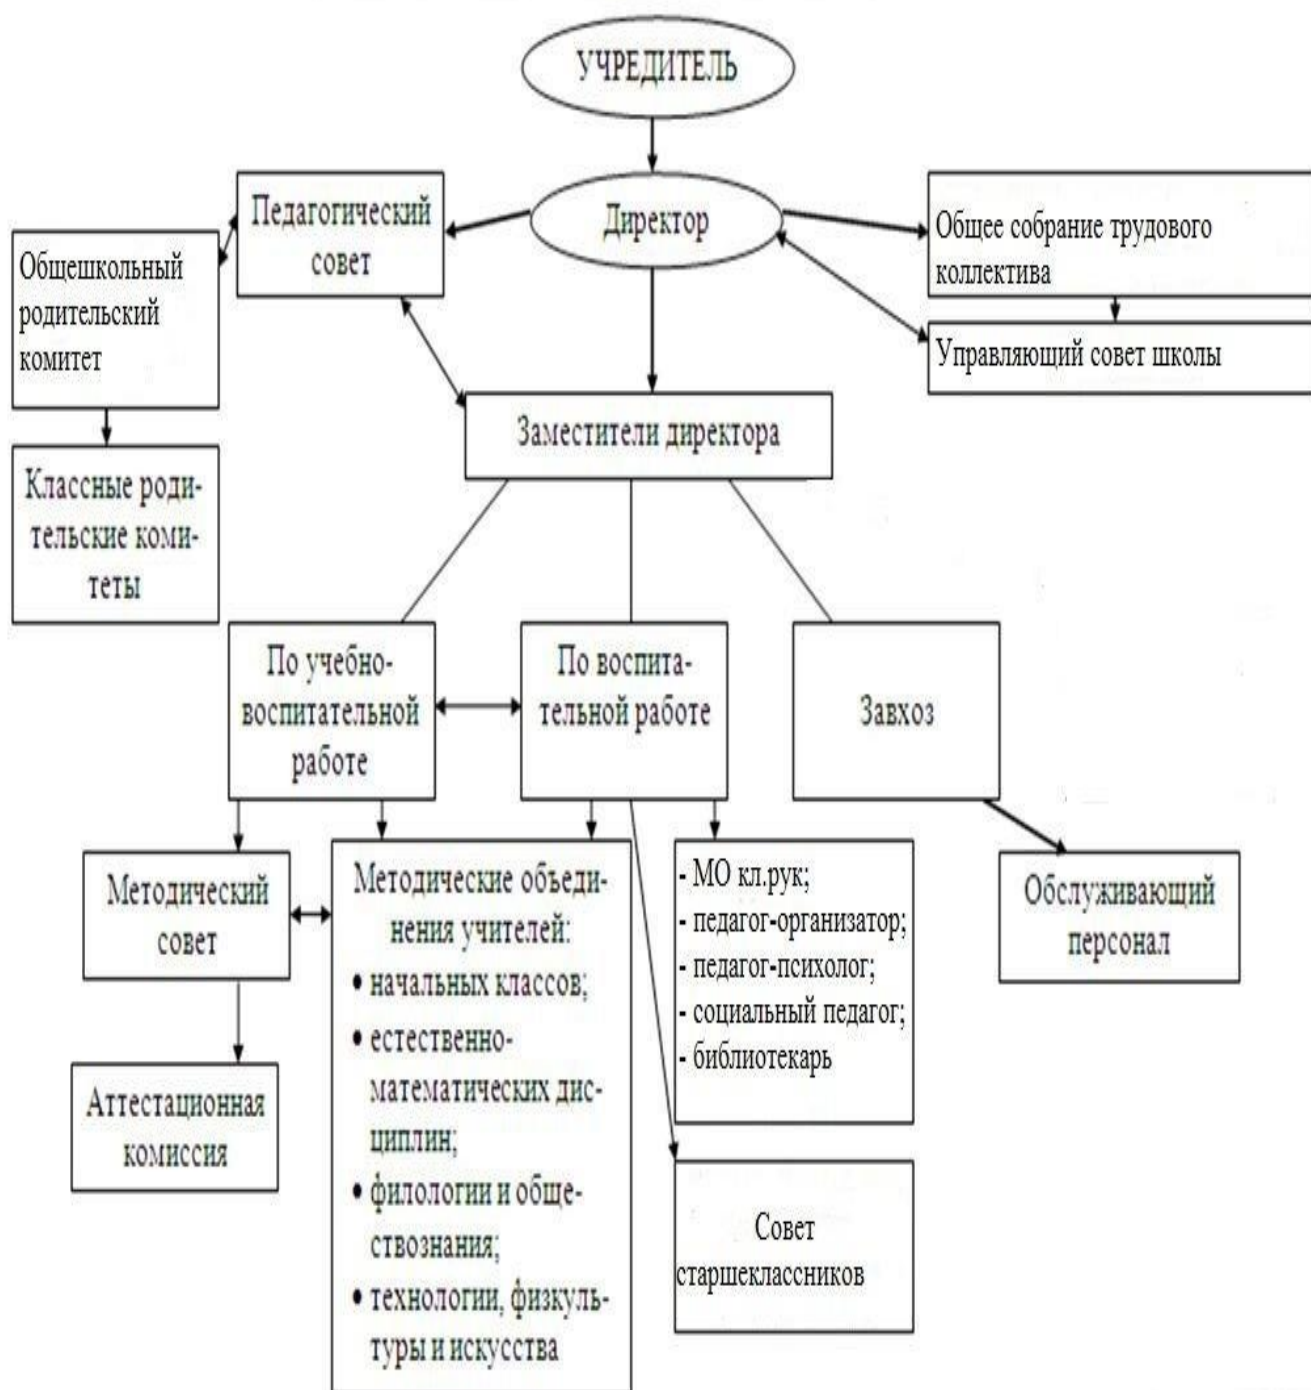 УЧРЕДИТЕЛЬ
Директор
Педагогический
совет
Общее собрание трудового
коллектива
Общешкольный
родительский
комитет
Управляющий совет школы
Заместители директора
Классные роди-
тельские коми-
теты
По учебно-
воспитательной
работе
По воспита-
тельной работе
Завхоз
Методический
совет
Методические объеди-
нения учителей:
• начальных классов;
• естественно-
математических дис-
циплин;
• филологии и обще-
ствознания;
• технологии, физкуль-
туры и искусства
- МО кл.рук;
- педагог-организатор;
- педагог-психолог;
- социальный педагог;
- библиотекарь
Обслуживающий
персонал
Аттестационная
комиссия
Совет
старшеклассников